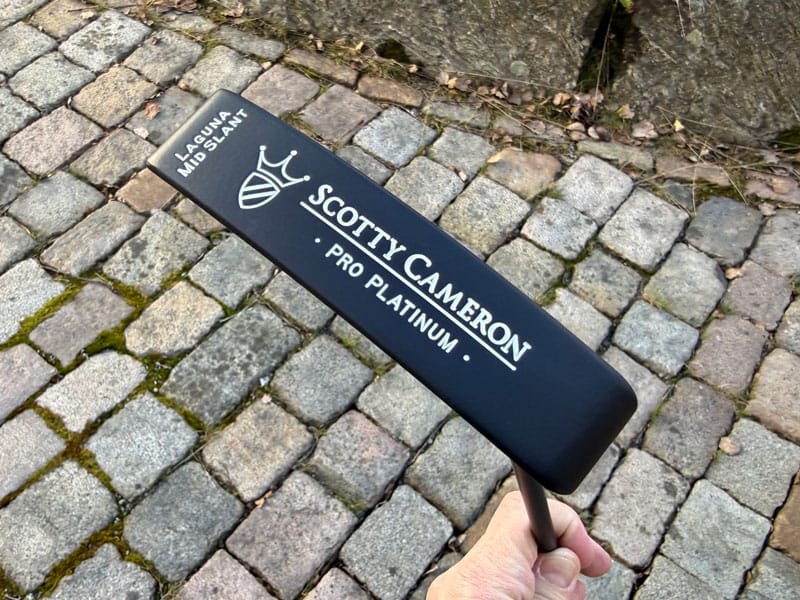 Laguna
Mid Slant
Scotty Cameron
· Pro Platinum ·